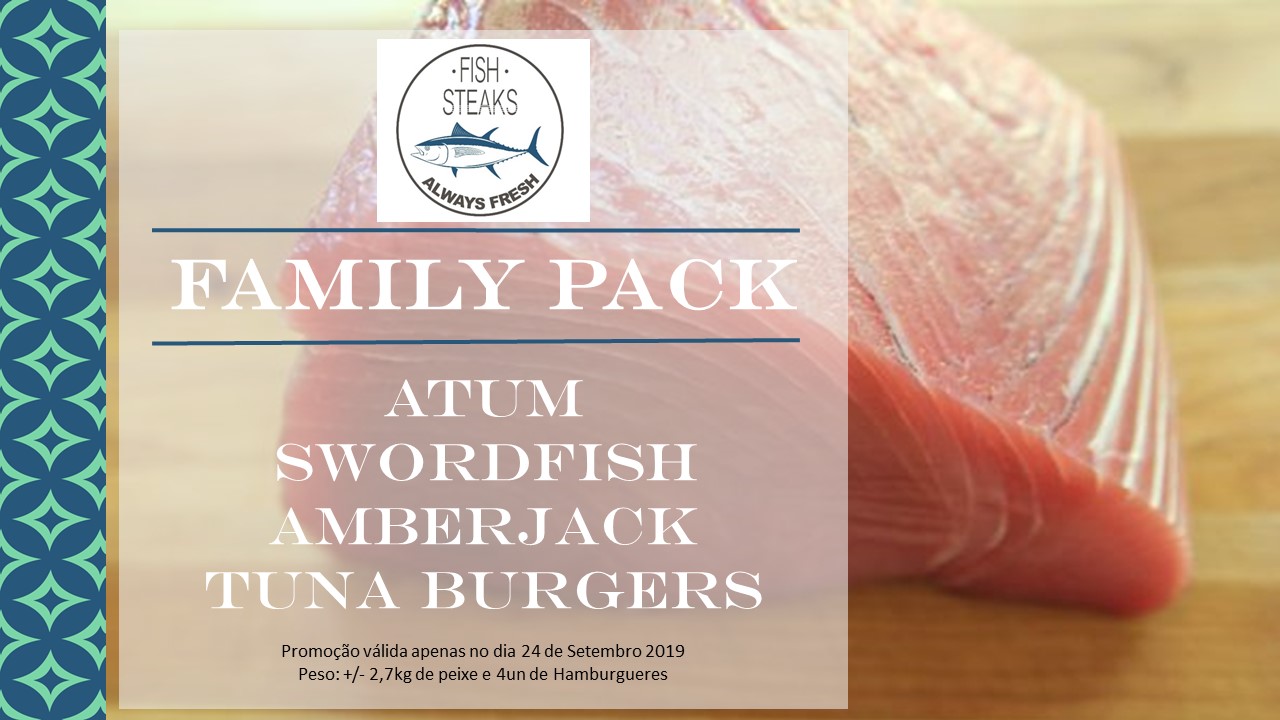 ·FISH·
STEAKS
ALWAYS FRESH
FAMILY PACK
ATUM
SWORDFISH
AMBERJACK
TUNA BURGERS
Promoção válida apenas no dia 24 de Setembro 2019
Peso: +/- 2,7kg de peixe e 4un de Hamburgueres